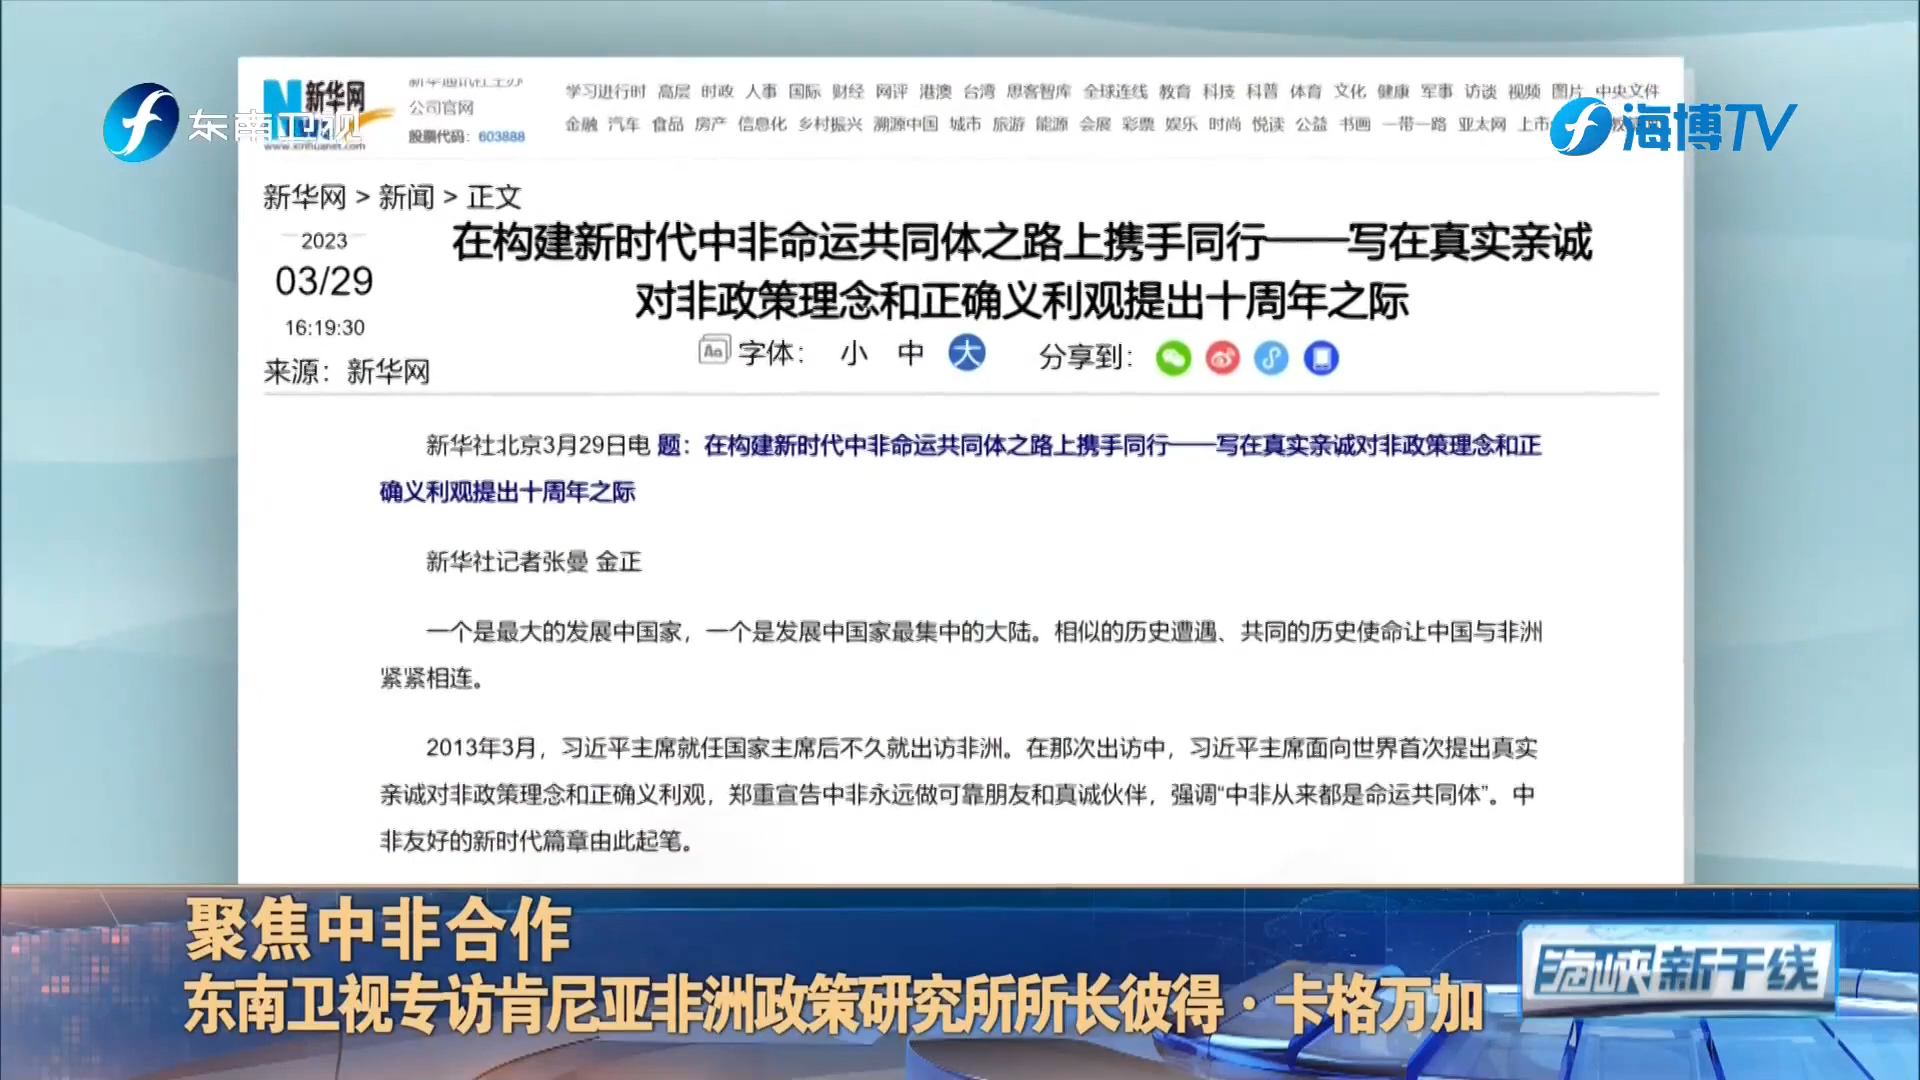 东南卫视
海博TV
新华网
www.xinhuanet.com
新华通讯社主办
公司官网
股票代码：603888
学习进行时 高层 时政 人事 国际 财经 网评 港澳 台湾 思客智库 全球连线 教育 科技 科普 体育 文化 健康 军事 访谈 视频 图片 中央文件
金融 汽车 食品 房产 信息化 乡村振兴 溯源中国 城市 旅游 能源 会展 彩票 娱乐 时尚 悦读 公益 书画 一带一路 亚太网 上市
新华网 > 新闻 > 正文
2023
03/29
16:19:30
来源：新华网
在构建新时代中非命运共同体之路上携手同行——写在真实亲诚
对非政策理念和正确义利观提出十周年之际
Aa 字体： 小 中 大 分享到：
新华社北京3月29日电 题：在构建新时代中非命运共同体之路上携手同行——写在真实亲诚对非政策理念和正
确义利观提出十周年之际
新华社记者张曼 金正
一个是最大的发展中国家，一个是发展中国家最集中的大陆。相似的历史遭遇、共同的历史使命让中国与非洲
紧紧相连。
2013年3月，习近平主席就任国家主席后不久就出访非洲。在那次出访中，习近平主席面向世界首次提出真实
亲诚对非政策理念和正确义利观，郑重宣告中非永远做可靠朋友和真诚伙伴，强调“中非从来都是命运共同体”。中
非友好的新时代篇章由此起笔。
聚焦中非合作
东南卫视专访肯尼亚非洲政策研究所所长彼得·卡格万加
海峡新干线